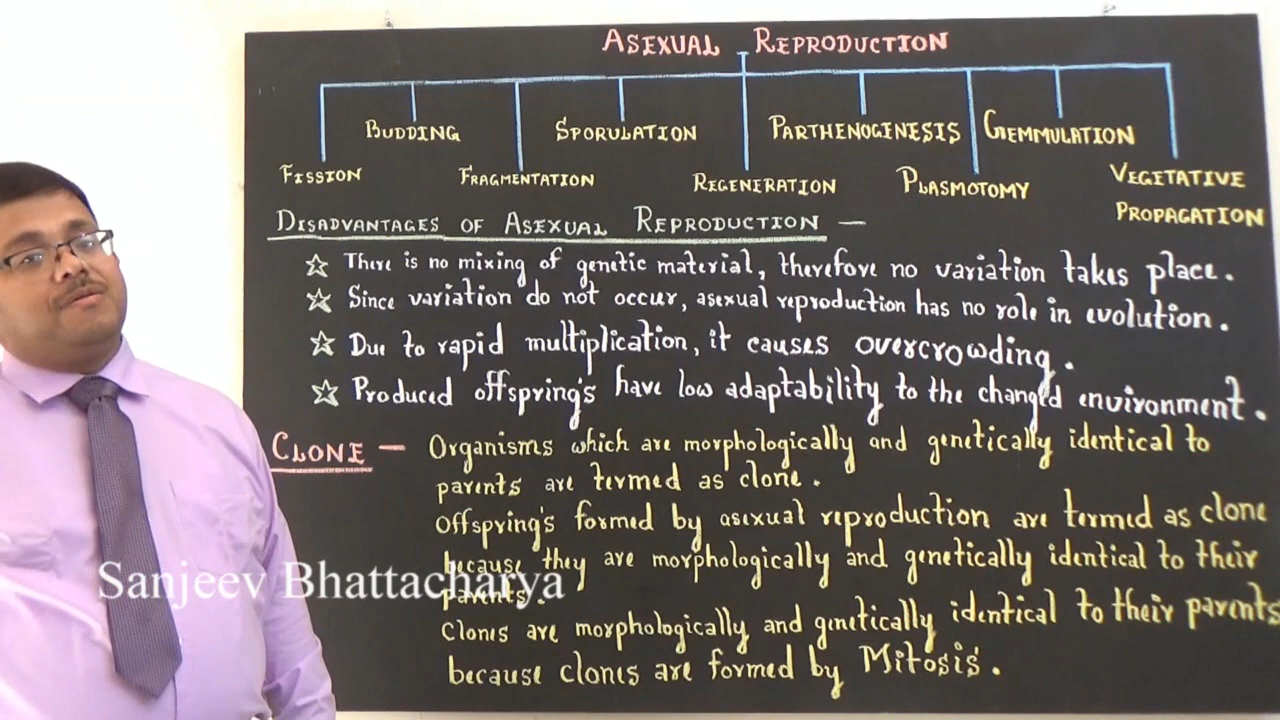 ASEXUAL REPRODUCTION
BUDDING SPORULATION PARTHENOGINESIS GEMMULATION
FISSION FRAGMENTATION REGENERATION PLASMOTOMY VEGETATIVE
PROPAGATION
DISADVANTAGES OF ASEXUAL REPRODUCTION —
☆ There is no mixing of genetic material, therefore no variation takes place.
☆ Since variation do not occur, asexual reproduction has no role in evolution.
☆ Due to rapid multiplication, it causes overcrowding.
☆ Produced offspring's have low adaptability to the changed environment.
CLONE — Organisms which are morphologically and genetically identical to
parents are termed as clone.
Offspring's formed by asexual reproduction are termed as clone
because they are morphologically and genetically identical to their
parents.
Clones are morphologically and genetically identical to their parents
because clones are formed by Mitosis.
Sanjeev Bhattacharya